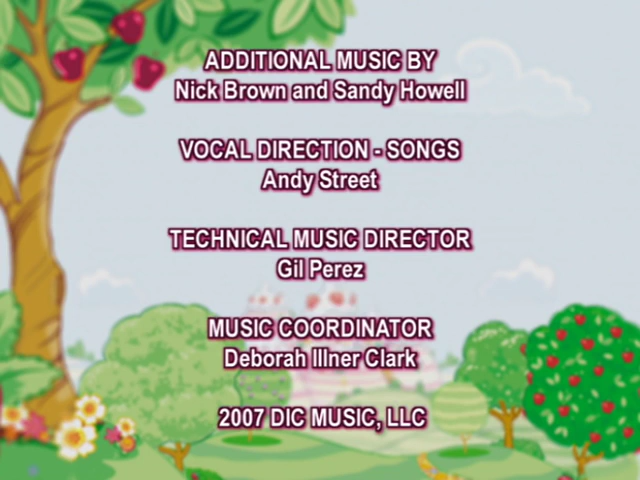 ADDITIONAL MUSIC BY
Nick Brown and Sandy Howell
VOCAL DIRECTION - SONGS
Andy Street
TECHNICAL MUSIC DIRECTOR
Gil Perez
MUSIC COORDINATOR
Deborah Illner Clark
2007 DIC MUSIC, LLC